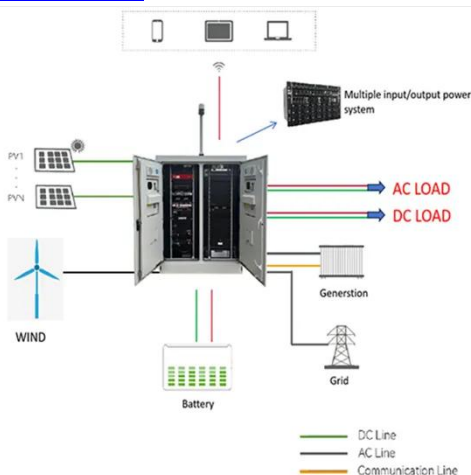 Multiple input/output power
system
PV1
PVN
AC LOAD
DC LOAD
WIND
Generstion
Battery
Grid
DC Line
AC Line
Communication Line